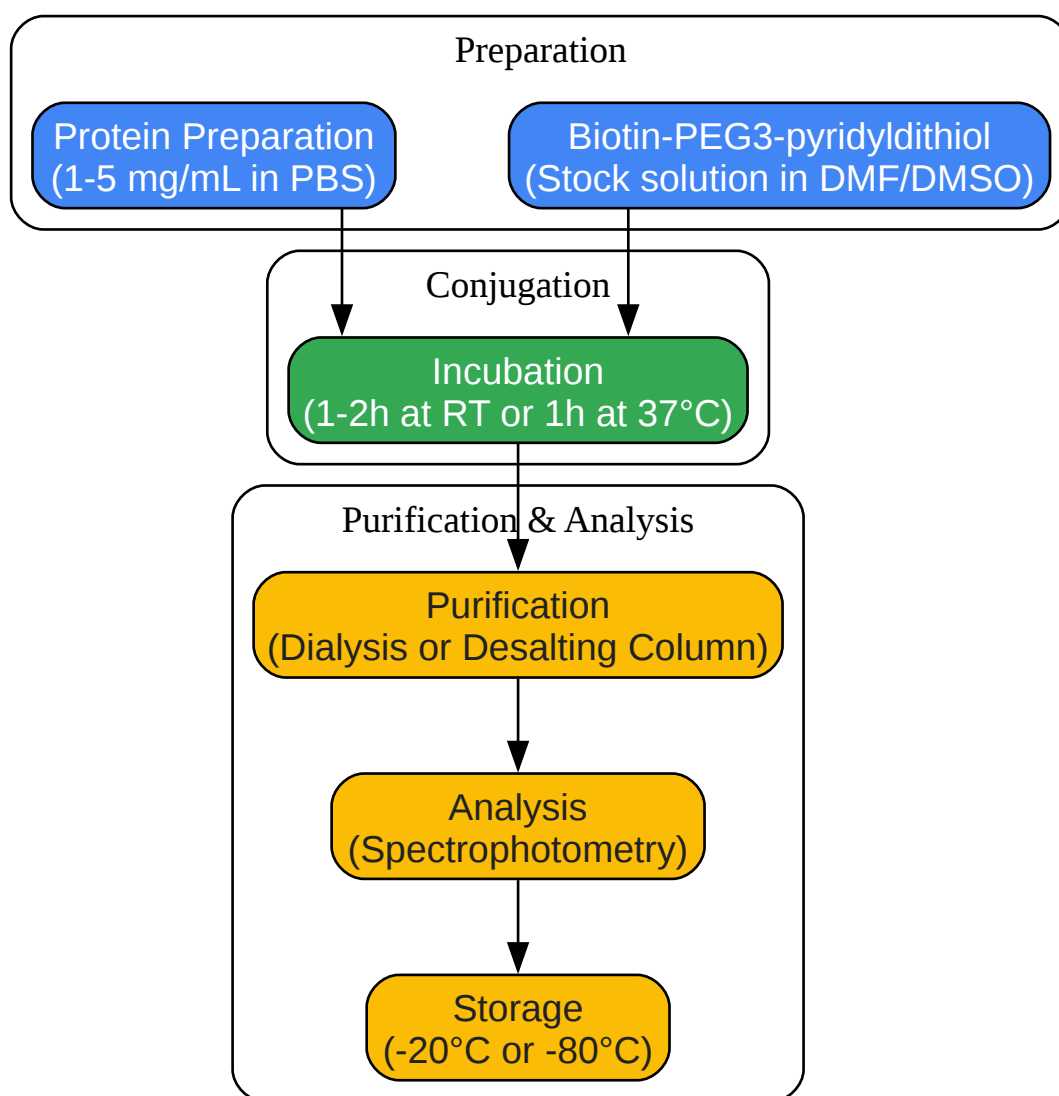 Preparation
Protein Preparation
(1-5 mg/mL in PBS)
Biotin-PEG3-pyridyldithiol
(Stock solution in DMF/DMSO)
Conjugation
Incubation
(1-2h at RT or 1h at 37°C)
Purification & Analysis
Purification
(Dialysis or Desalting Column)
Analysis
(Spectrophotometry)
Storage
(-20°C or -80°C)